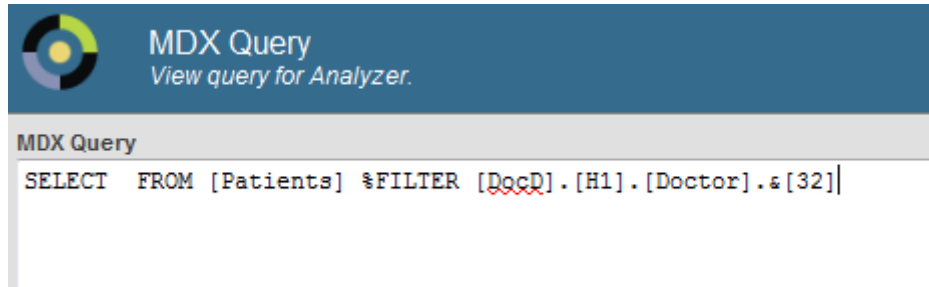 MDX Query
View query for Analyzer.
MDX Query
SELECT  FROM [Patients] %FILTER [DocD].[H1].[Doctor].&[32]